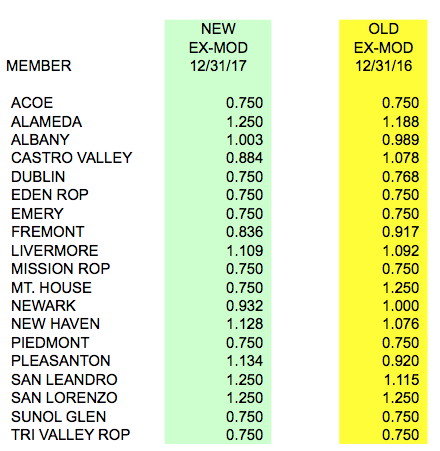 NEW OLD
EX-MOD EX-MOD
MEMBER 12/31/17 12/31/16
ACOE 0.750 0.750
ALAMEDA 1.250 1.188
ALBANY 1.003 0.989
CASTRO VALLEY 0.884 1.078
DUBLIN 0.750 0.768
EDEN ROP 0.750 0.750
EMERY 0.750 0.750
FREMONT 0.836 0.917
LIVERMORE 1.109 1.092
MISSION ROP 0.750 0.750
MT. HOUSE 0.750 1.250
NEWARK 0.932 1.000
NEW HAVEN 1.128 1.076
PIEDMONT 0.750 0.750
PLEASANTON 1.134 0.920
SAN LEANDRO 1.250 1.115
SAN LORENZO 1.250 1.250
SUNOL GLEN 0.750 0.750
TRI VALLEY ROP 0.750 0.750